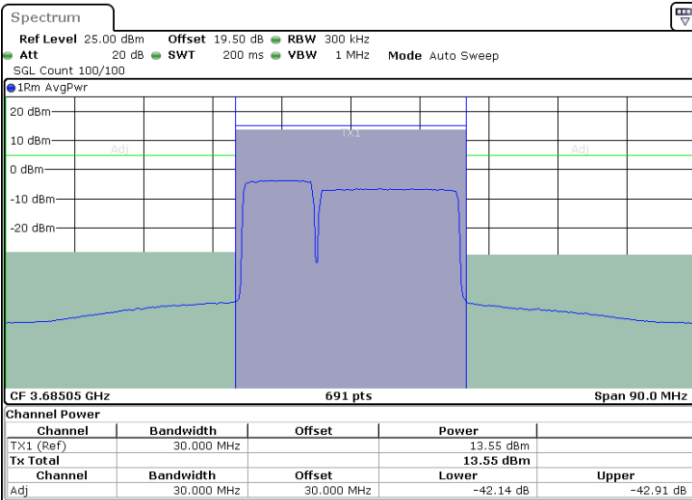 Spectrum
Ref Level 25.00 dBm Offset 19.50 dB RBW 300 kHz
Att 20 dB SWT 200 ms VBW 1 MHz Mode Auto Sweep
SGL Count 100/100
1Rm AvgPwr
20 dBm
TX1
10 dBm
Adj Adj
0 dBm
-10 dBm
-20 dBm
CF 3.68505 GHz 691 pts Span 90.0 MHz
Channel Power
Channel Bandwidth Offset Power
TX1 (Ref) 30.000 MHz 13.55 dBm
Tx Total 13.55 dBm
Channel Bandwidth Offset Lower Upper
Adj 30.000 MHz 30.000 MHz -42.14 dB -42.91 dB